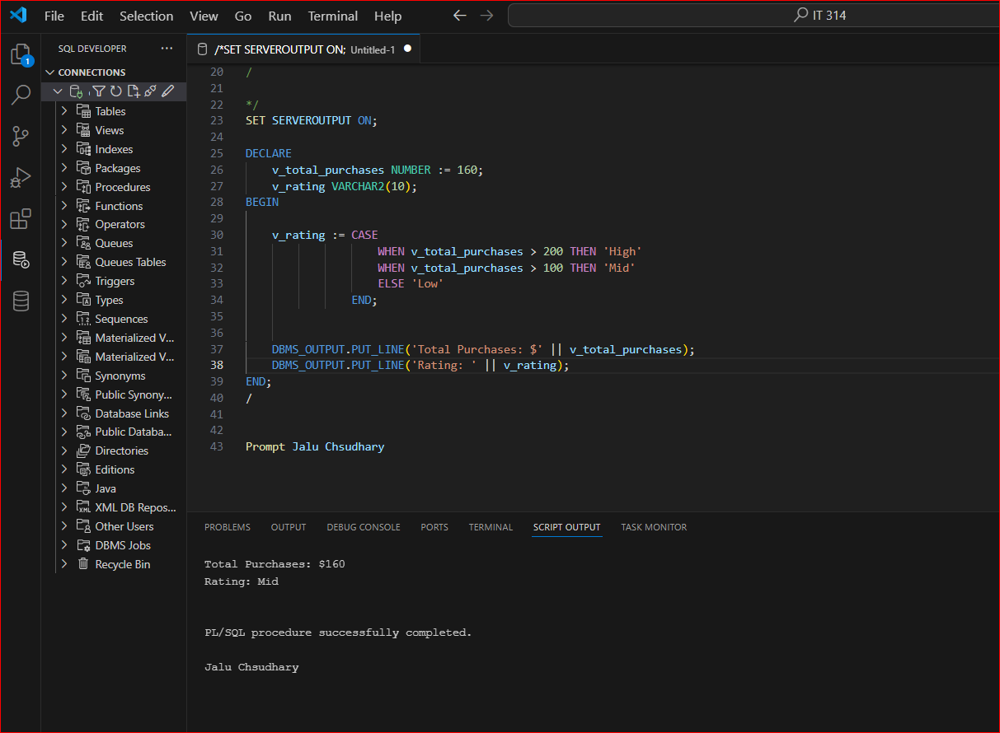 File Edit Selection View Go Run Terminal Help
IT 314
SQL DEVELOPER
/*SET SERVEROUTPUT ON; Untitled-1
1
CONNECTIONS
Tables
Views
Indexes
Packages
Procedures
Functions
Operators
Queues
Queues Tables
Triggers
Types
Sequences
Materialized V...
Materialized V...
Synonyms
Public Synony...
Database Links
Public Databa...
Directories
Editions
Java
XML DB Repos...
Other Users
DBMS Jobs
Recycle Bin
20 /
21
22 */
23 SET SERVEROUTPUT ON;
24
25 DECLARE
26 v_total_purchases NUMBER := 160;
27 v_rating VARCHAR2(10);
28 BEGIN
29
30 v_rating := CASE
31 WHEN v_total_purchases > 200 THEN 'High'
32 WHEN v_total_purchases > 100 THEN 'Mid'
33 ELSE 'Low'
34 END;
35
36
37 DBMS_OUTPUT.PUT_LINE('Total Purchases: $' || v_total_purchases);
38 DBMS_OUTPUT.PUT_LINE('Rating: ' || v_rating);
39 END;
40 /
41
42
43 Prompt Jalu Chsudhary
PROBLEMS OUTPUT DEBUG CONSOLE PORTS TERMINAL SCRIPT OUTPUT TASK MONITOR
Total Purchases: $160
Rating: Mid
PL/SQL procedure successfully completed.
Jalu Chsudhary